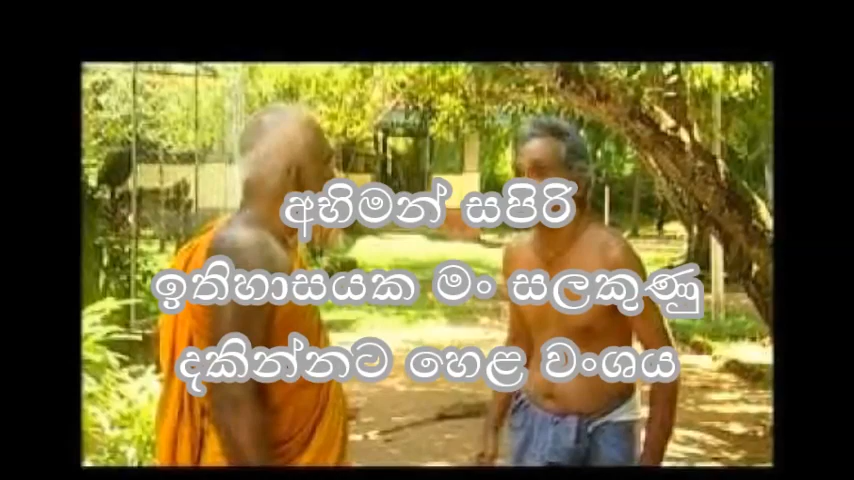 අභිමන් සපිරි
ඉතිහාසයක මං සලකුණු
දකින්නට හෙළ වංශය